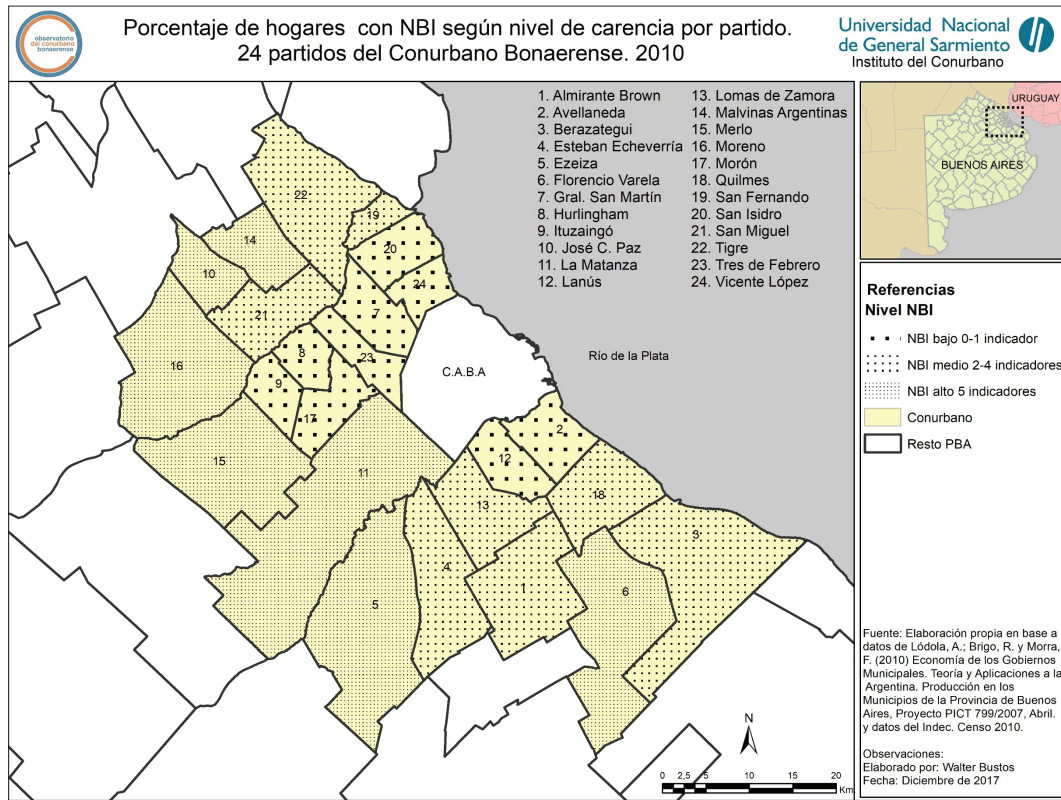 observatorio
del conurbano
bonaerense
Porcentaje de hogares con NBI según nivel de carencia por partido.
24 partidos del Conurbano Bonaerense. 2010
Universidad Nacional
de General Sarmiento
Instituto del Conurbano
1. Almirante Brown
2. Avellaneda
3. Berazategui
4. Esteban Echeverría
5. Ezeiza
6. Florencio Varela
7. Gral. San Martín
8. Hurlingham
9. Ituzaingó
10. José C. Paz
11. La Matanza
12. Lanús
13. Lomas de Zamora
14. Malvinas Argentinas
15. Merlo
16. Moreno
17. Morón
18. Quilmes
19. San Fernando
20. San Isidro
21. San Miguel
22. Tigre
23. Tres de Febrero
24. Vicente López
22
19
14
20
10
24
21
7
8
23
16
9
17
C.A.B.A
Río de la Plata
2
12
15
11
18
13
3
4
1
6
5
N
0 2,5 5 10 15 20
Km
URUGUAY
BUENOS AIRES
Referencias
Nivel NBI
NBI bajo 0-1 indicador
NBI medio 2-4 indicadores
NBI alto 5 indicadores
Conurbano
Resto PBA
Fuente: Elaboración propia en base a
datos de Lódola, A.; Brigo, R. y Morra,
F. (2010) Economía de los Gobiernos
Municipales. Teoría y Aplicaciones a la
Argentina. Producción en los
Municipios de la Provincia de Buenos
Aires, Proyecto PICT 799/2007, Abril.
y datos del Indec. Censo 2010.
Observaciones:
Elaborado por: Walter Bustos
Fecha: Diciembre de 2017